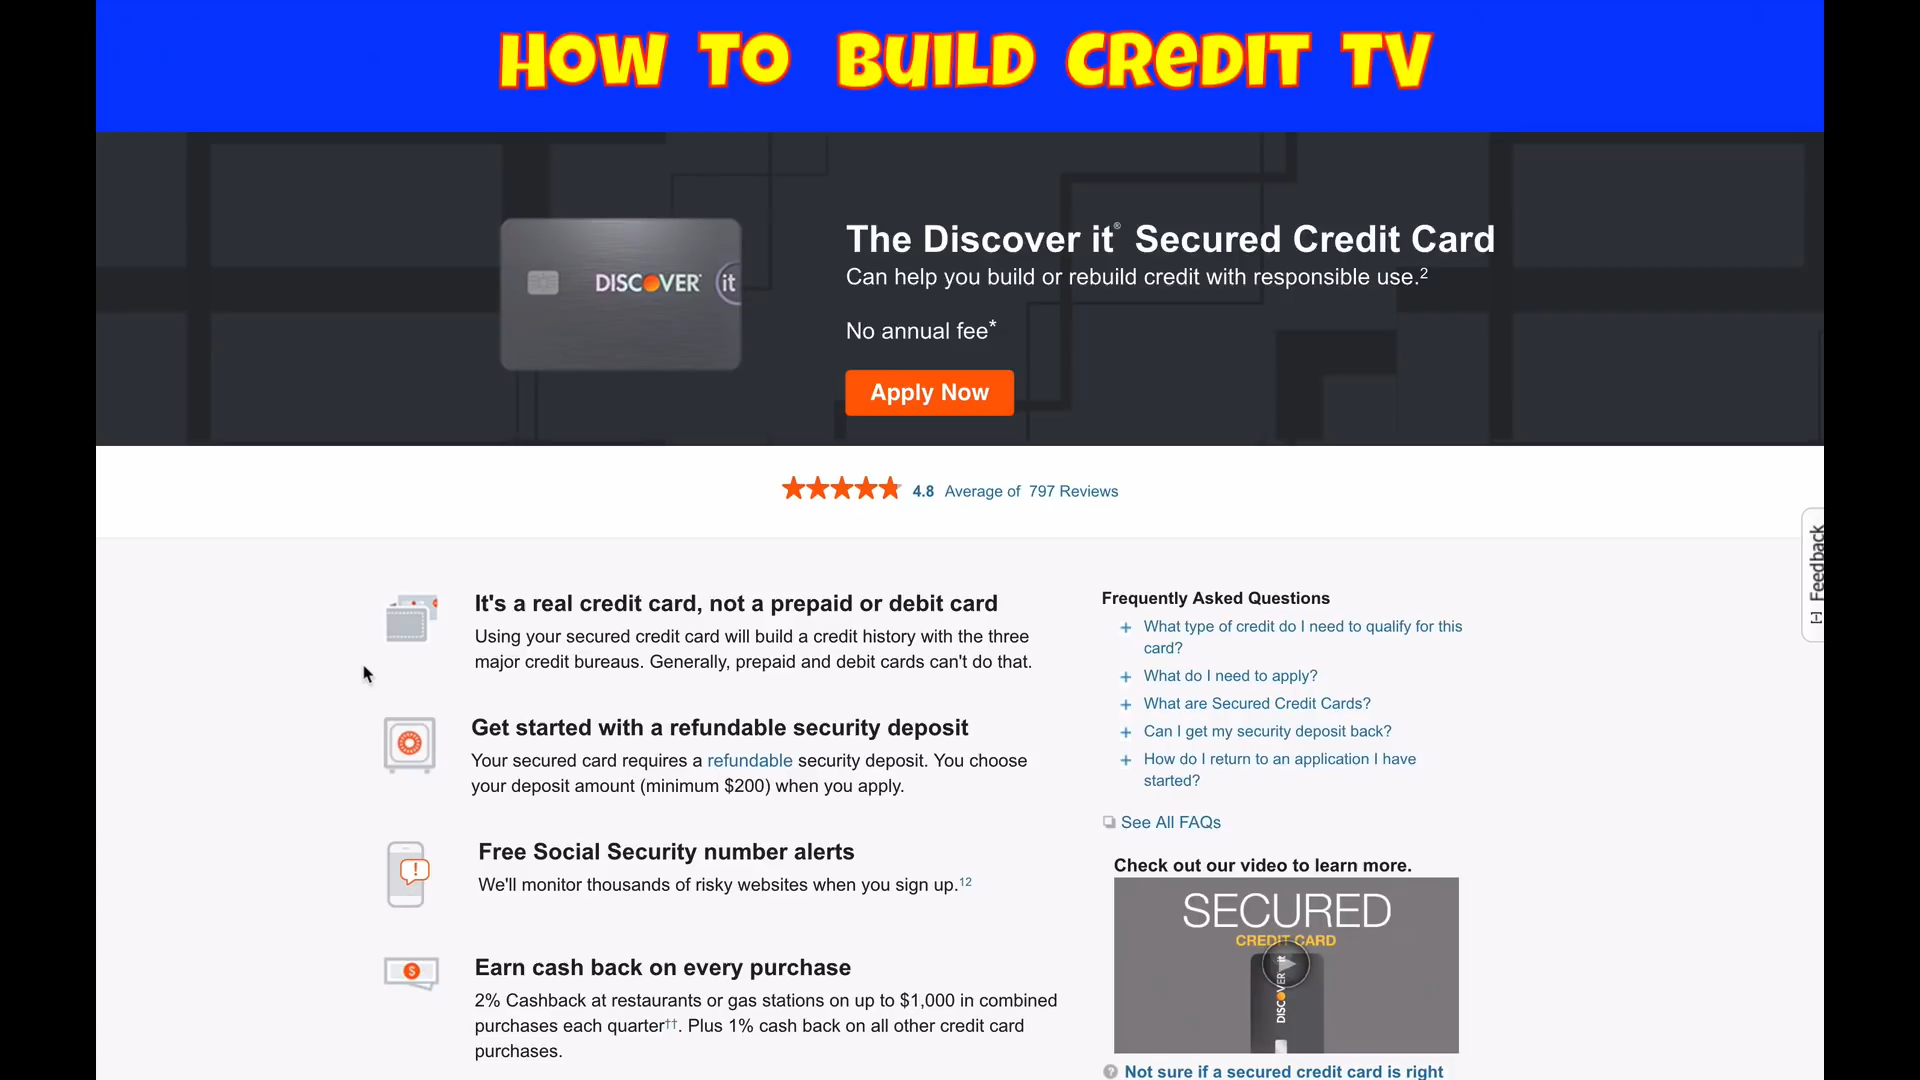 HOW TO BUILD CREDIT TV
DISCOVER it
The Discover it® Secured Credit Card
Can help you build or rebuild credit with responsible use.2
No annual fee*
Apply Now
4.8 Average of 797 Reviews
Feedback
[-]
It's a real credit card, not a prepaid or debit card
Using your secured credit card will build a credit history with the three
major credit bureaus. Generally, prepaid and debit cards can't do that.
Get started with a refundable security deposit
Your secured card requires a refundable security deposit. You choose
your deposit amount (minimum $200) when you apply.
Free Social Security number alerts
We'll monitor thousands of risky websites when you sign up.12
Earn cash back on every purchase
2% Cashback at restaurants or gas stations on up to $1,000 in combined
purchases each quarter††. Plus 1% cash back on all other credit card
purchases.
Frequently Asked Questions
+ What type of credit do I need to qualify for this
card?
+ What do I need to apply?
+ What are Secured Credit Cards?
+ Can I get my security deposit back?
+ How do I return to an application I have
started?
See All FAQs
Check out our video to learn more.
SECURED
CREDIT CARD
DISCOVER it
? Not sure if a secured credit card is right